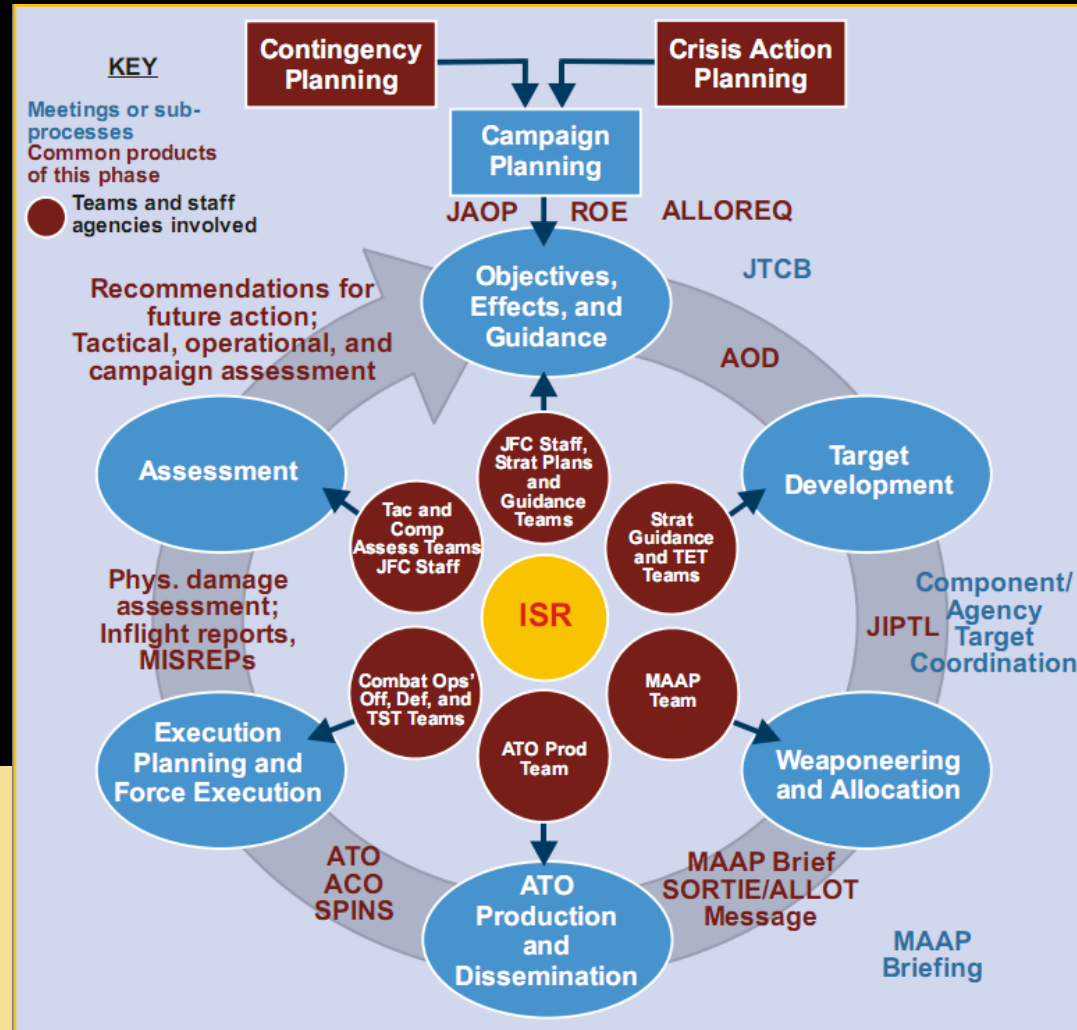 KEY
Meetings or sub-
processes
Common products
of this phase
Teams and staff
agencies involved
Contingency
Planning
Crisis Action
Planning
Campaign
Planning
JAOP
ROE
ALLOREQ
JTCB
Objectives,
Effects, and
Guidance
AOD
Recommendations for
future action;
Tactical, operational, and
campaign assessment
Assessment
Target
Development
JFC Staff,
Strat Plans
and
Guidance
Teams
Tac and
Comp
Assess Teams
JFC Staff
Strat
Guidance
and TET
Teams
ISR
Phys. damage
assessment;
Inflight reports,
MISREPs
JIPTL
Component/
Agency
Target
Coordination
Combat Ops’
Off, Def, and
TST Teams
MAAP
Team
ATO Prod
Team
Execution
Planning and
Force Execution
Weaponeering
and Allocation
ATO
ACO
SPINS
MAAP Brief
SORTIE/ALLOT
Message
ATO
Production
and
Dissemination
MAAP
Briefing